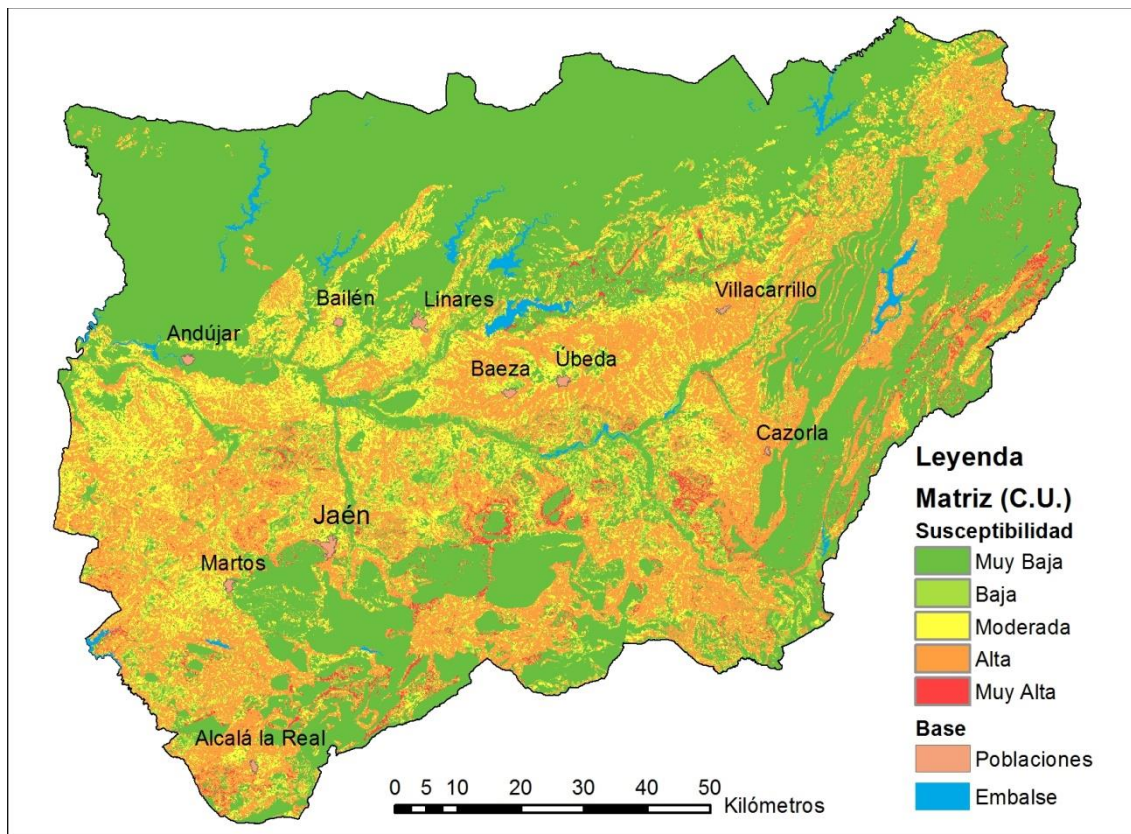 Villacarrillo
Bailén
Linares
Andújar
Úbeda
Baeza
Cazorla
Jaén
Martos
Alcalá la Real
Leyenda
Matriz (C.U.)
Susceptibilidad
Muy Baja
Baja
Moderada
Alta
Muy Alta
Base
Poblaciones
Embalse
0 5 10 20 30 40 50
Kilómetros